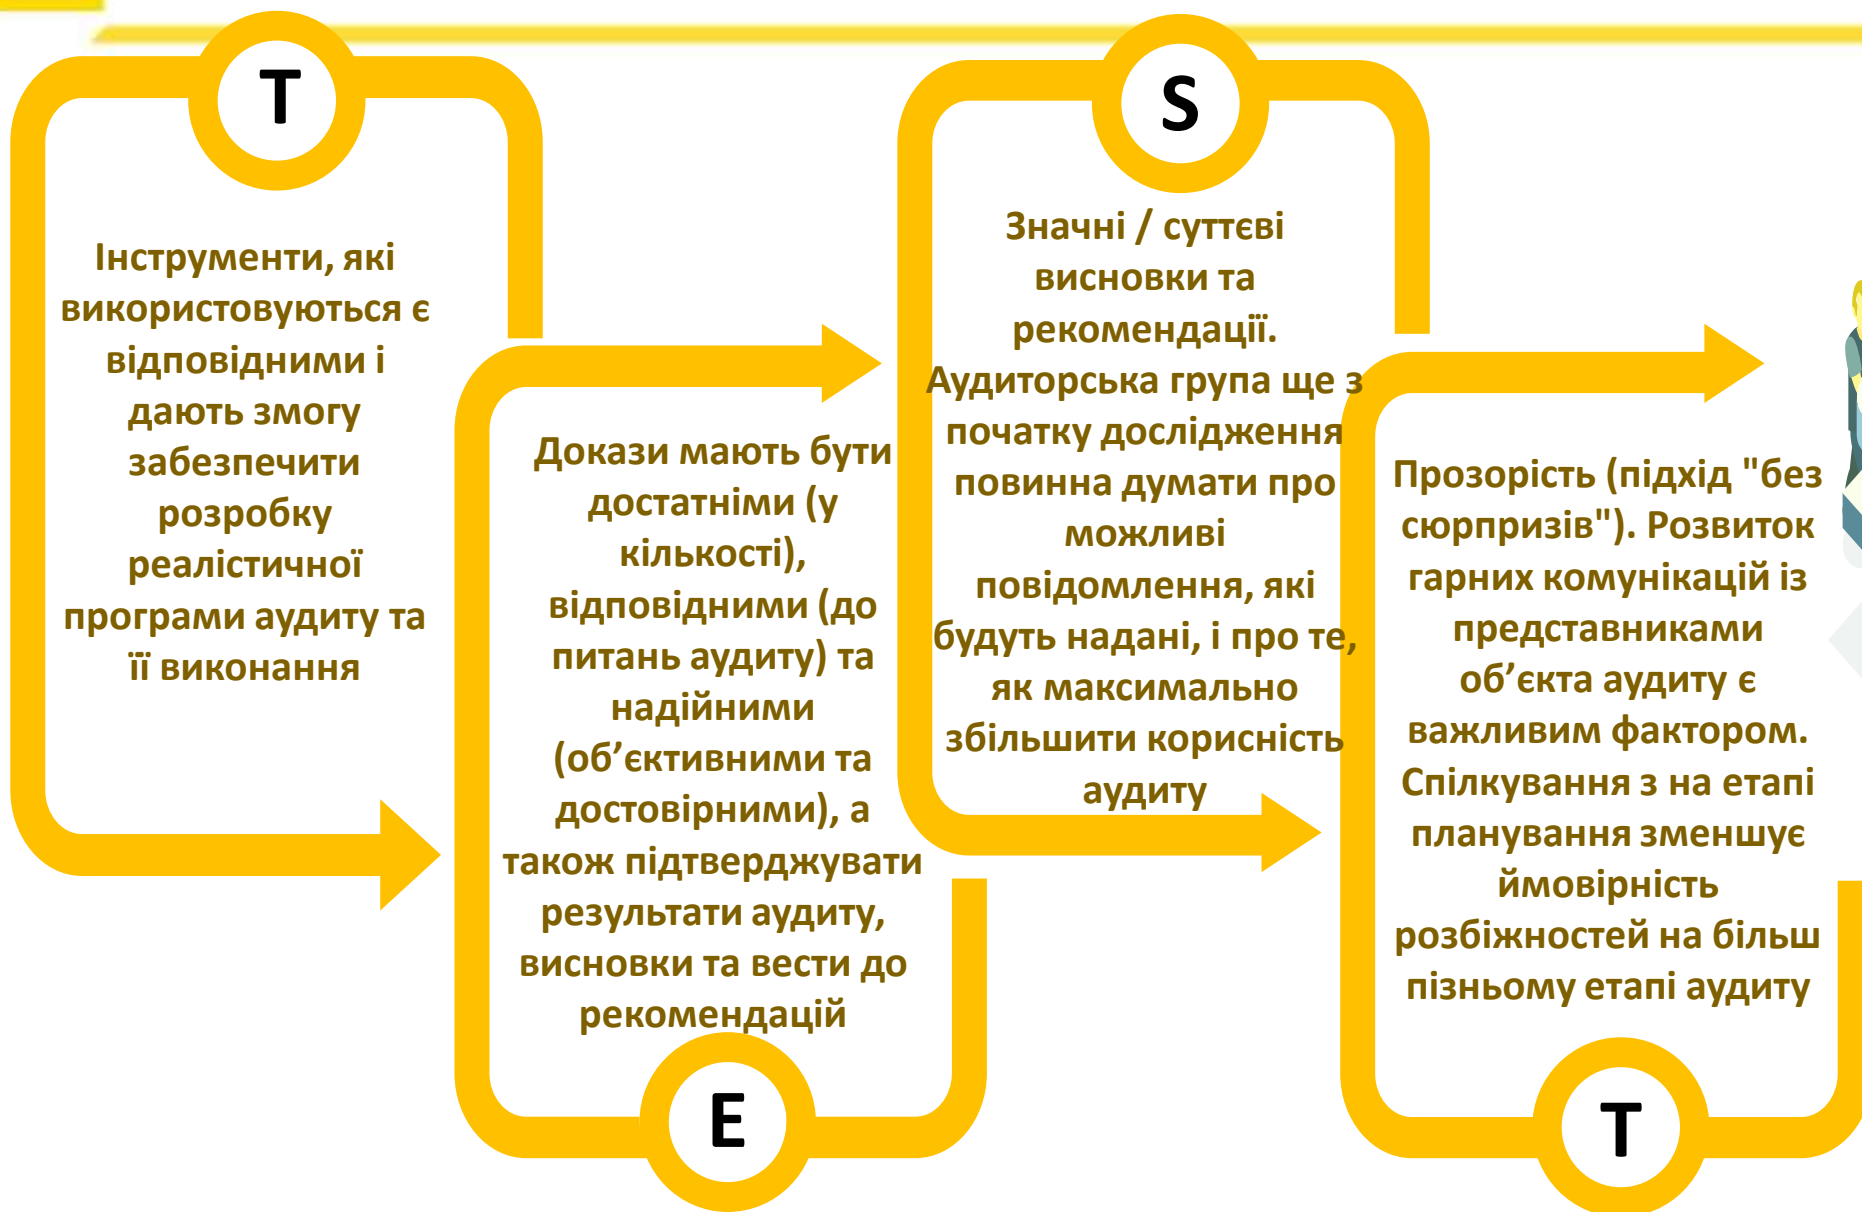 T
Інструменти, які
використовуються є
відповідними і
дають змогу
забезпечити
розробку
реалістичної
програми аудиту та
її виконання
Докази мають бути
достатніми (у
кількості),
відповідними (до
питань аудиту) та
надійними
(об’єктивними та
достовірними), а
також підтверджувати
результати аудиту,
висновки та вести до
рекомендацій
E
S
Значні / суттєві
висновки та
рекомендації.
Аудиторська група ще з
початку дослідження
повинна думати про
можливі
повідомлення, які
будуть надані, і про те,
як максимально
збільшити корисність
аудиту
Прозорість (підхід "без
сюрпризів"). Розвиток
гарних комунікацій із
представниками
об’єкта аудиту є
важливим фактором.
Спілкування з на етапі
планування зменшує
ймовірність
розбіжностей на більш
пізньому етапі аудиту
T